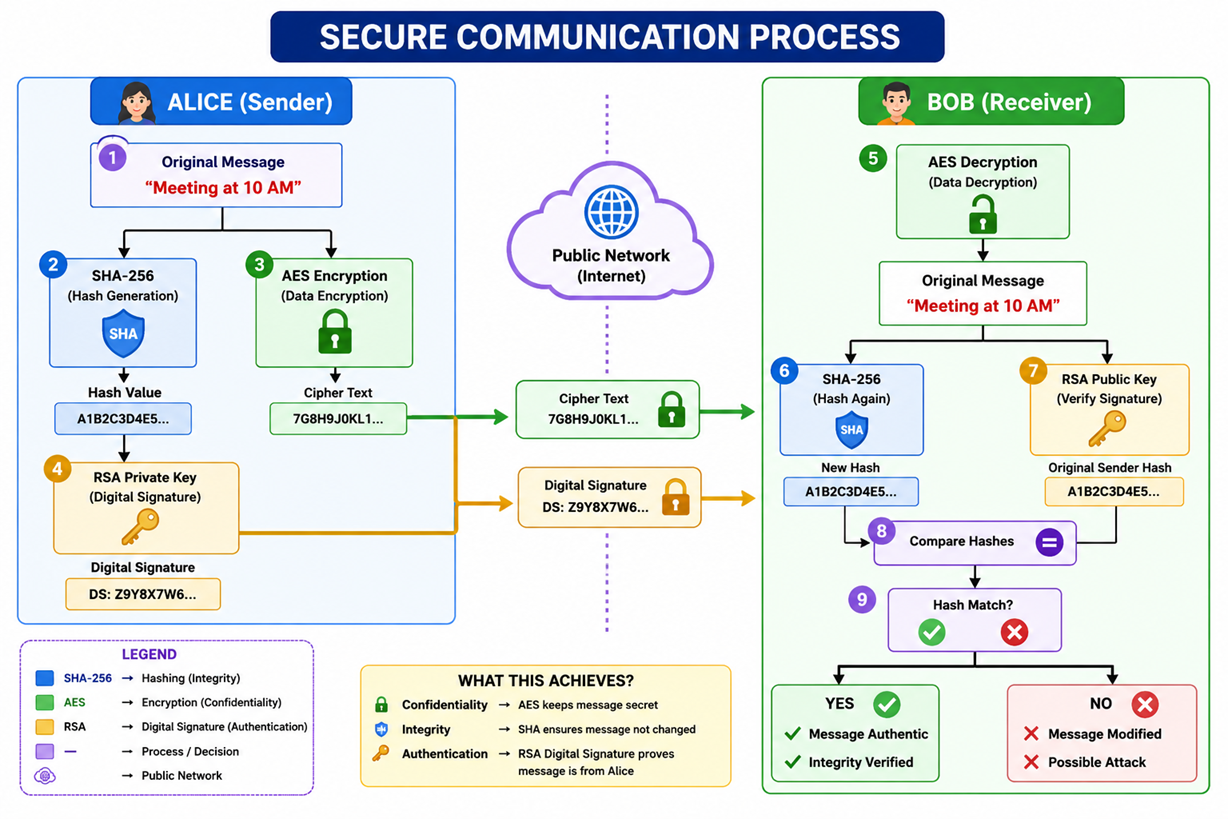 SECURE COMMUNICATION PROCESS
ALICE (Sender)
1
Original Message
“Meeting at 10 AM”
2
SHA-256
(Hash Generation)
SHA
Hash Value
A1B2C3D4E5...
3
AES Encryption
(Data Encryption)
Cipher Text
7G8H9J0KL1...
4
RSA Private Key
(Digital Signature)
Digital Signature
DS: Z9Y8X7W6...
Public Network
(Internet)
Cipher Text
7G8H9J0KL1...
Digital Signature
DS: Z9Y8X7W6...
BOB (Receiver)
5
AES Decryption
(Data Decryption)
Original Message
“Meeting at 10 AM”
6
SHA-256
(Hash Again)
SHA
New Hash
A1B2C3D4E5...
7
RSA Public Key
(Verify Signature)
Original Sender Hash
A1B2C3D4E5...
8
Compare Hashes
=
9
Hash Match?
YES
Message Authentic
Integrity Verified
NO
Message Modified
Possible Attack
LEGEND
SHA-256 → Hashing (Integrity)
AES → Encryption (Confidentiality)
RSA → Digital Signature (Authentication)
— → Process / Decision
→ Public Network
WHAT THIS ACHIEVES?
Confidentiality → AES keeps message secret
Integrity → SHA ensures message not changed
Authentication → RSA Digital Signature proves
message is from Alice